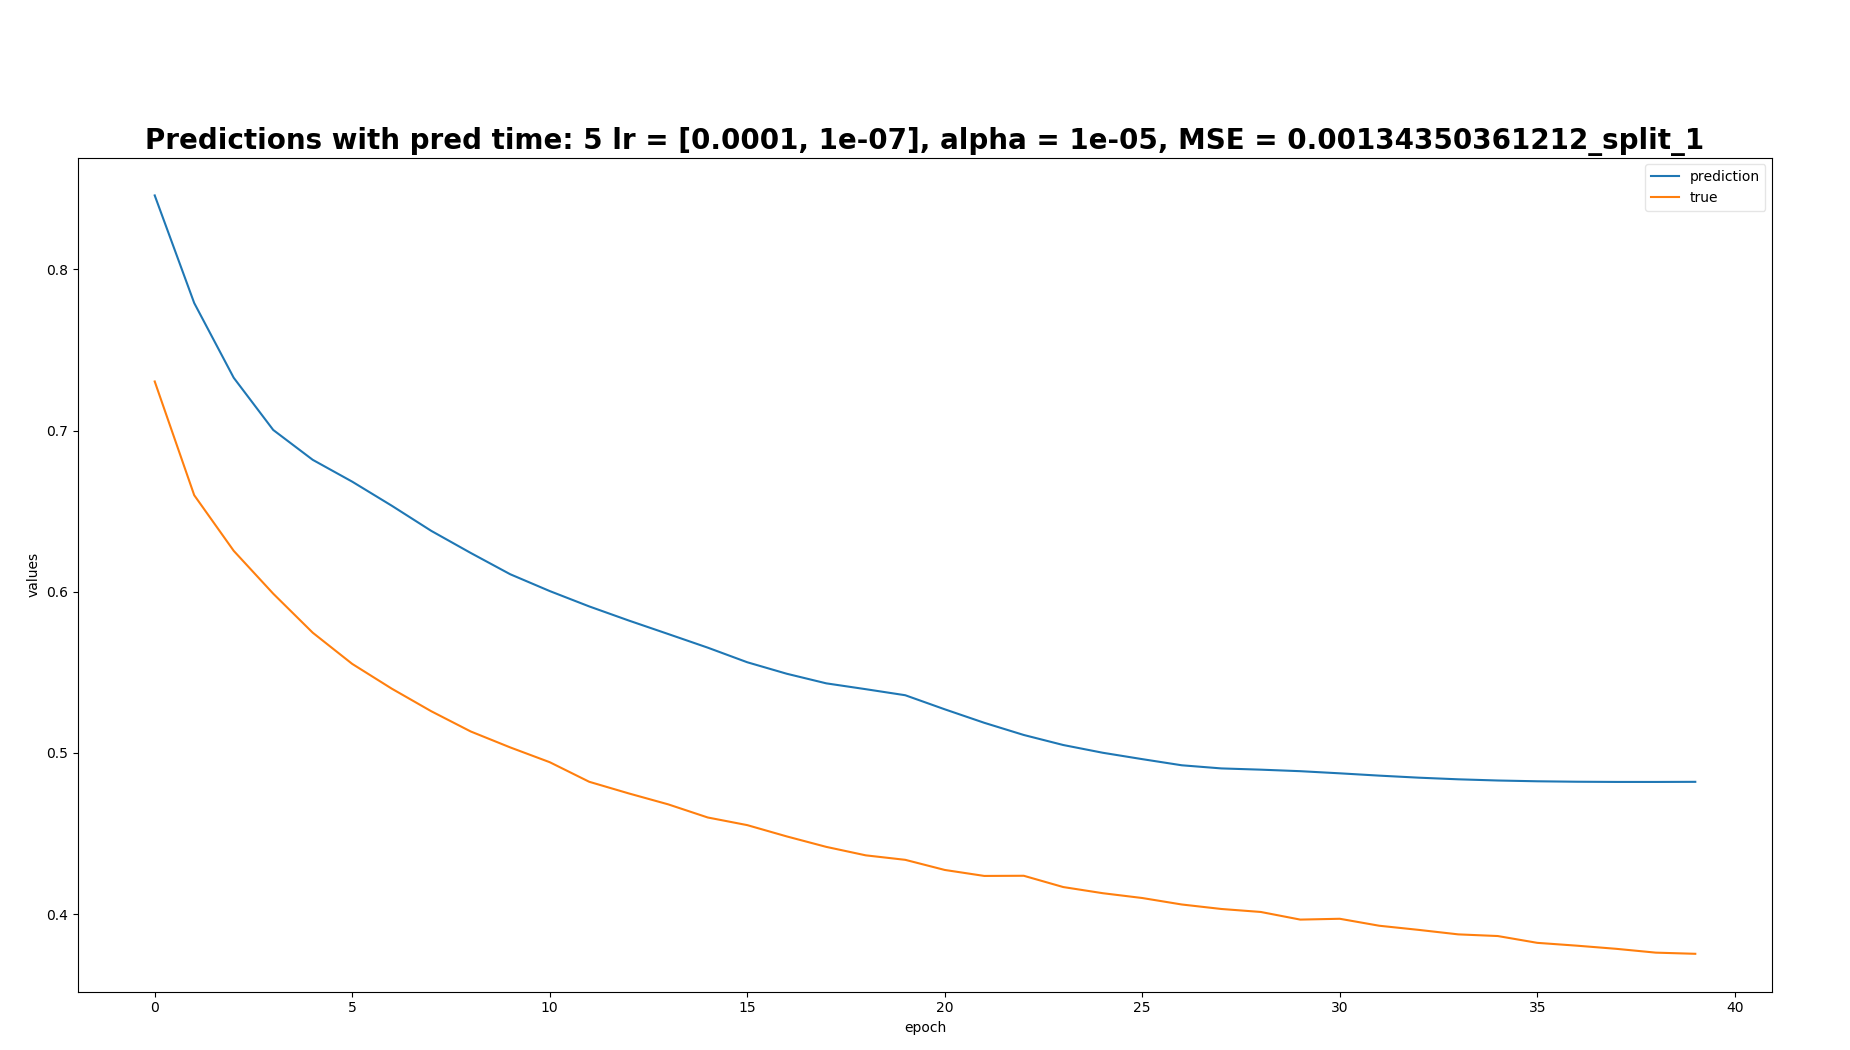 Predictions with pred time: 5 lr = [0.0001, 1e-07], alpha = 1e-05, MSE = 0.00134350361212_split_1
prediction
true
values
0.8
0.7
0.6
0.5
0.4
0 5 10 15 20 25 30 35 40
epoch